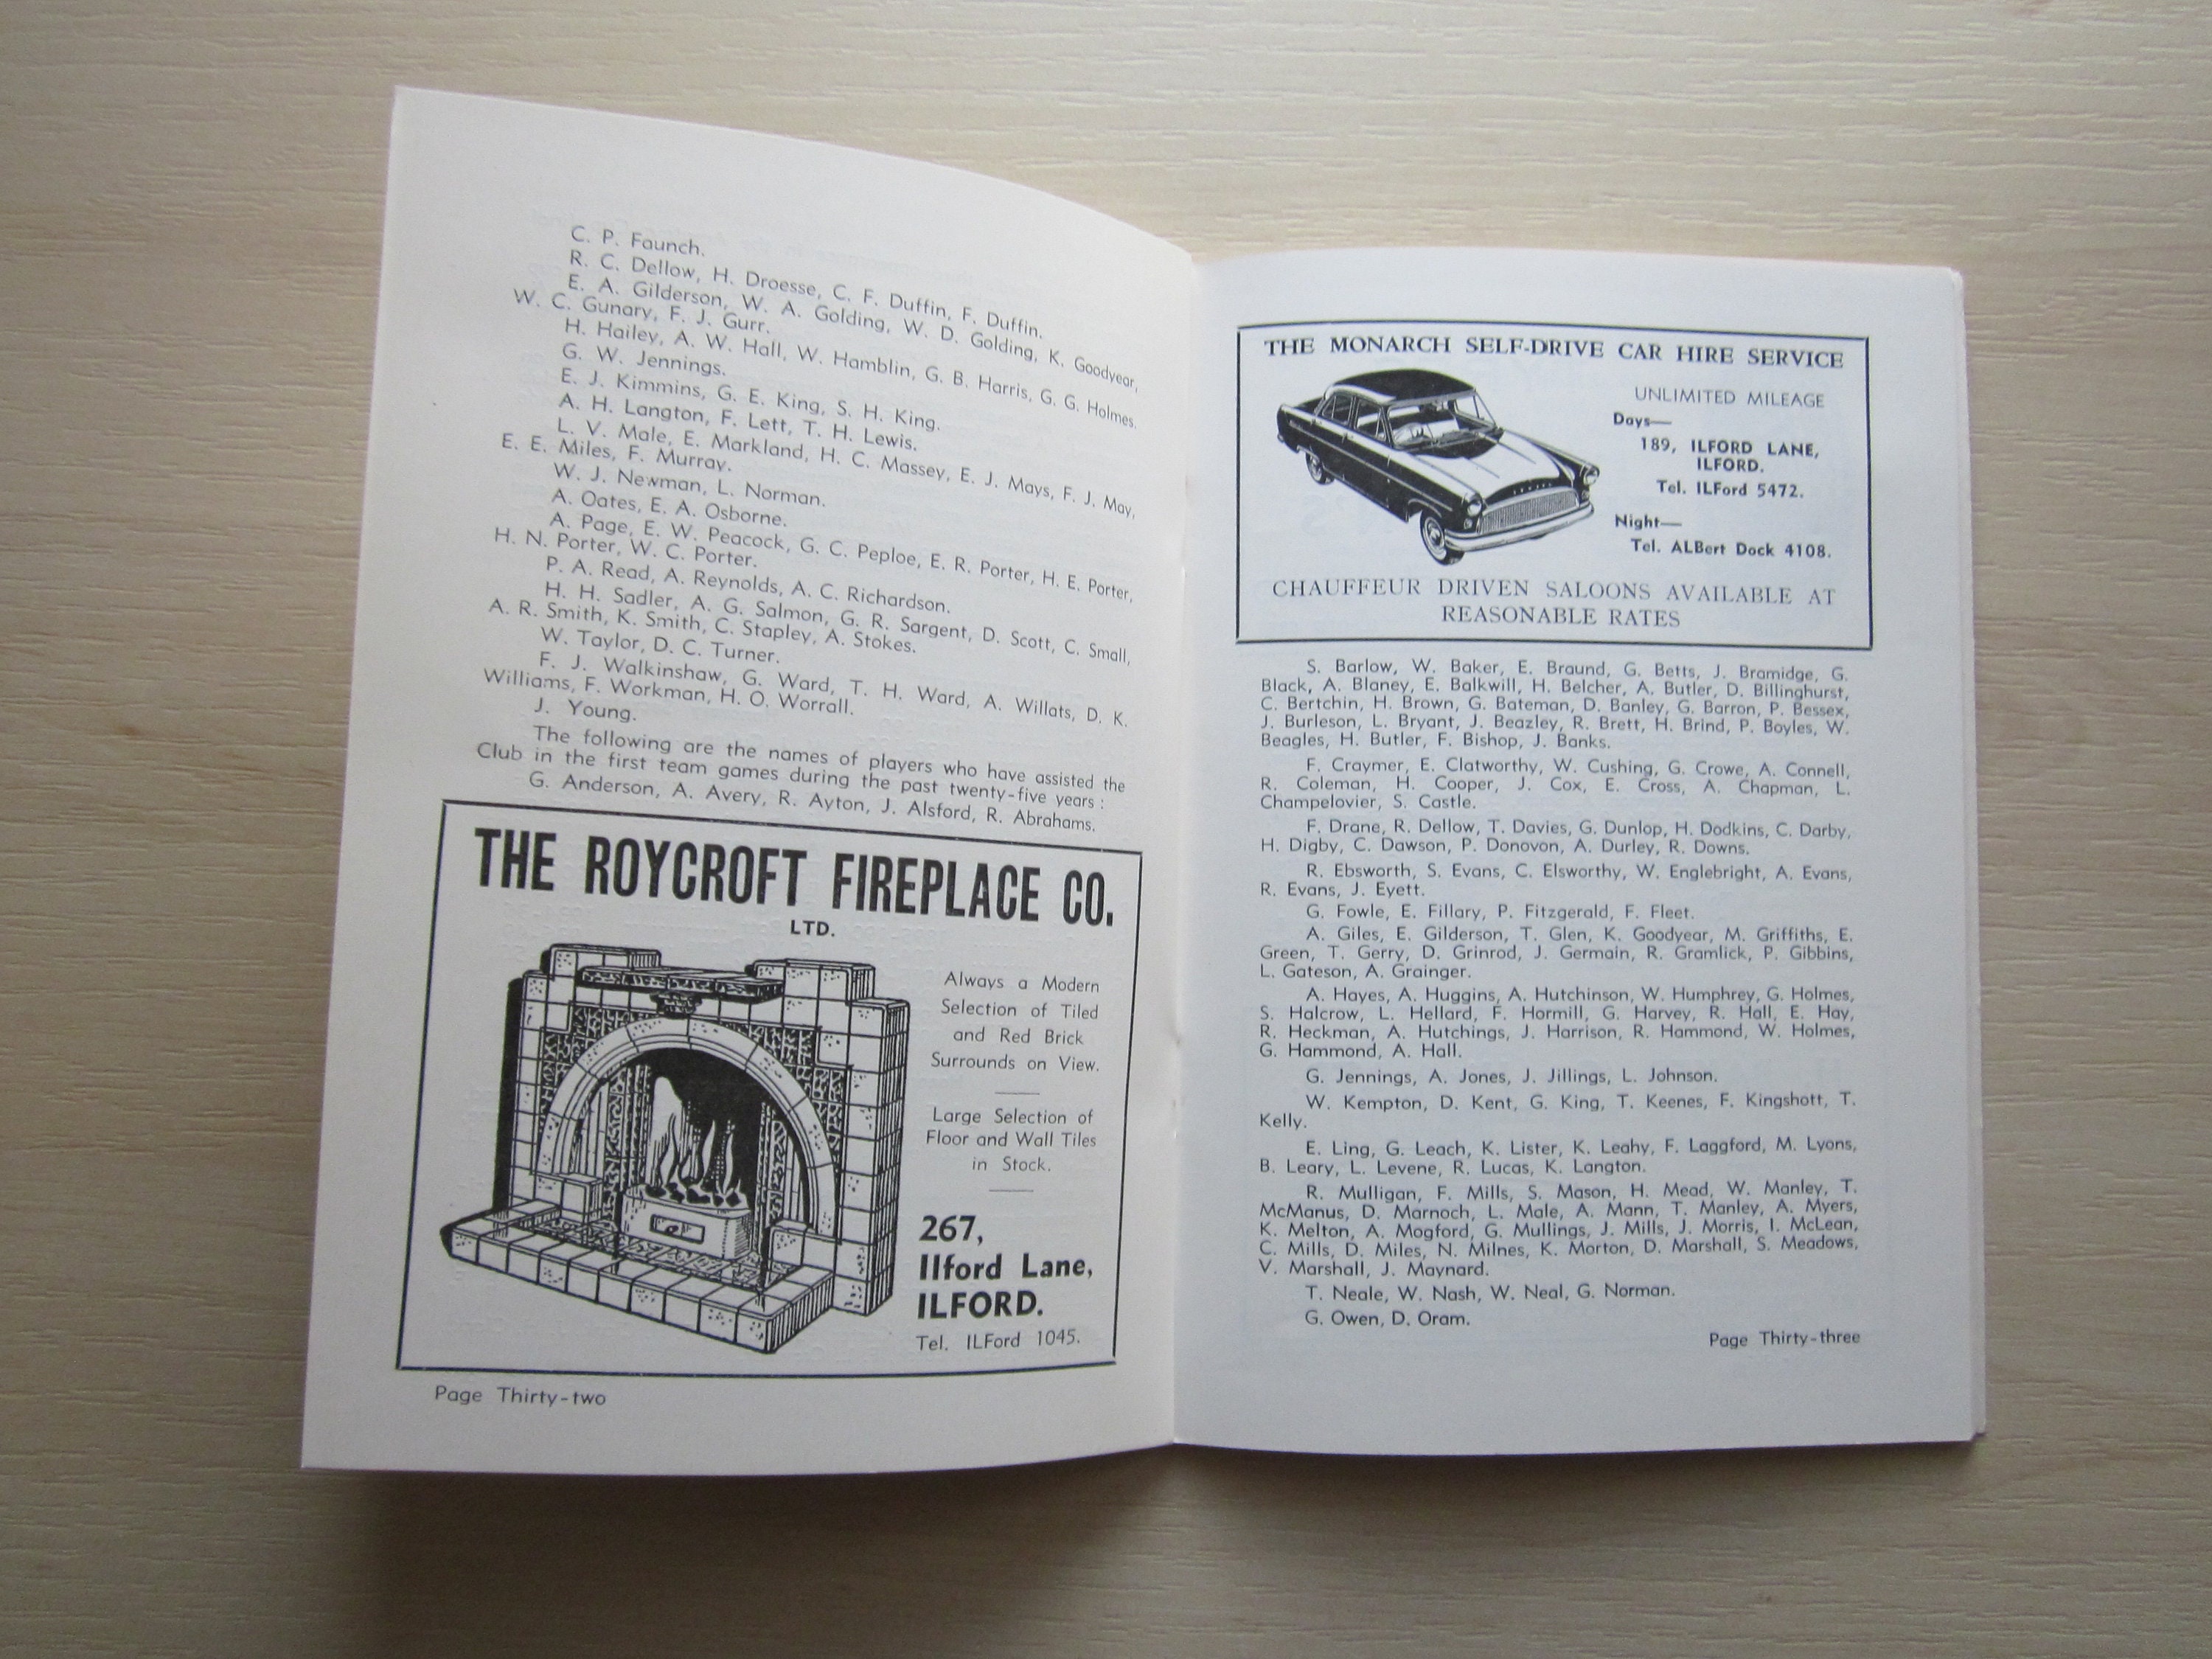 C. P. Faunch.
R. C. Dellow, H. Droesse, C. F. Duffin, F. Duffin.
E. A. Gilderson, W. A. Golding, W. D. Golding, K. Goodyear,
W. C. Gunary, F. J. Gurr.
H. Hailey, A. W. Hall, W. Hamblin, G. B. Harris, G. G. Holmes.
G. W. Jennings.
E. J. Kimmins, G. E. King, S. H. King.
A. H. Langton, F. Lett, T. H. Lewis.
L. V. Male, E. Markland, H. C. Massey, E. J. Mays, F. J. May,
E. E. Miles, F. Murray.
W. J. Newman, L. Norman.
A. Oates, E. A. Osborne.
A. Page, E. W. Peacock, G. C. Peploe, E. R. Porter, H. E. Porter,
H. N. Porter, W. C. Porter.
P. A. Read, A. Reynolds, A. C. Richardson.
H. H. Sadler, A. G. Salmon, G. R. Sargent, D. Scott, C. Small,
A. R. Smith, K. Smith, C. Stapley, A. Stokes.
W. Taylor, D. C. Turner.
F. J. Walkinshaw, G. Ward, T. H. Ward, A. Willats, D. K.
Williams, F. Workman, H. O. Worrall.
J. Young.
The following are the names of players who have assisted the
Club in the first team games during the past twenty-five years :
G. Anderson, A. Avery, R. Ayton, J. Alsford, R. Abrahams.
THE ROYCROFT FIREPLACE CO.
LTD.
Always a Modern
Selection of Tiled
and Red Brick
Surrounds on View.
Large Selection of
Floor and Wall Tiles
in Stock.
267,
Ilford Lane,
ILFORD.
Tel. ILFord 1045.
Page Thirty-two
THE MONARCH SELF-DRIVE CAR HIRE SERVICE
UNLIMITED MILEAGE
Days—
189, ILFORD LANE,
ILFORD.
Tel. ILFord 5472.
Night—
Tel. ALBert Dock 4108.
CHAUFFEUR DRIVEN SALOONS AVAILABLE AT
REASONABLE RATES
S. Barlow, W. Baker, E. Braund, G. Betts, J. Bramidge, G.
Black, A. Blaney, E. Balkwill, H. Belcher, A. Butler, D. Billinghurst,
C. Bertchin, H. Brown, G. Bateman, D. Banley, G. Barron, P. Bessex,
J. Burleson, L. Bryant, J. Beazley, R. Brett, H. Brind, P. Boyles, W.
Beagles, H. Butler, F. Bishop, J. Banks.
F. Craymer, E. Clatworthy, W. Cushing, G. Crowe, A. Connell,
R. Coleman, H. Cooper, J. Cox, E. Cross, A. Chapman, L.
Champelovier, S. Castle.
F. Drane, R. Dellow, T. Davies, G. Dunlop, H. Dodkins, C. Darby,
H. Digby, C. Dawson, P. Donovon, A. Durley, R. Downs.
R. Ebsworth, S. Evans, C. Elsworthy, W. Englebright, A. Evans,
R. Evans, J. Eyett.
G. Fowle, E. Fillary, P. Fitzgerald, F. Fleet.
A. Giles, E. Gilderson, T. Glen, K. Goodyear, M. Griffiths, E.
Green, T. Gerry, D. Grinrod, J. Germain, R. Gramlick, P. Gibbins,
L. Gateson, A. Grainger.
A. Hayes, A. Huggins, A. Hutchinson, W. Humphrey, G. Holmes,
S. Halcrow, L. Hellard, F. Hormill, G. Harvey, R. Hall, E. Hay,
R. Heckman, A. Hutchings, J. Harrison, R. Hammond, W. Holmes,
G. Hammond, A. Hall.
G. Jennings, A. Jones, J. Jillings, L. Johnson.
W. Kempton, D. Kent, G. King, T. Keenes, F. Kingshott, T.
Kelly.
E. Ling, G. Leach, K. Lister, K. Leahy, F. Laggford, M. Lyons,
B. Leary, L. Levene, R. Lucas, K. Langton.
R. Mulligan, F. Mills, S. Mason, H. Mead, W. Manley, T.
McManus, D. Marnoch, L. Male, A. Mann, T. Manley, A. Myers,
K. Melton, A. Mogford, G. Mullings, J. Mills, J. Morris, I. McLean,
C. Mills, D. Miles, N. Milnes, K. Morton, D. Marshall, S. Meadows,
V. Marshall, J. Maynard.
T. Neale, W. Nash, W. Neal, G. Norman.
G. Owen, D. Oram.
Page Thirty-three